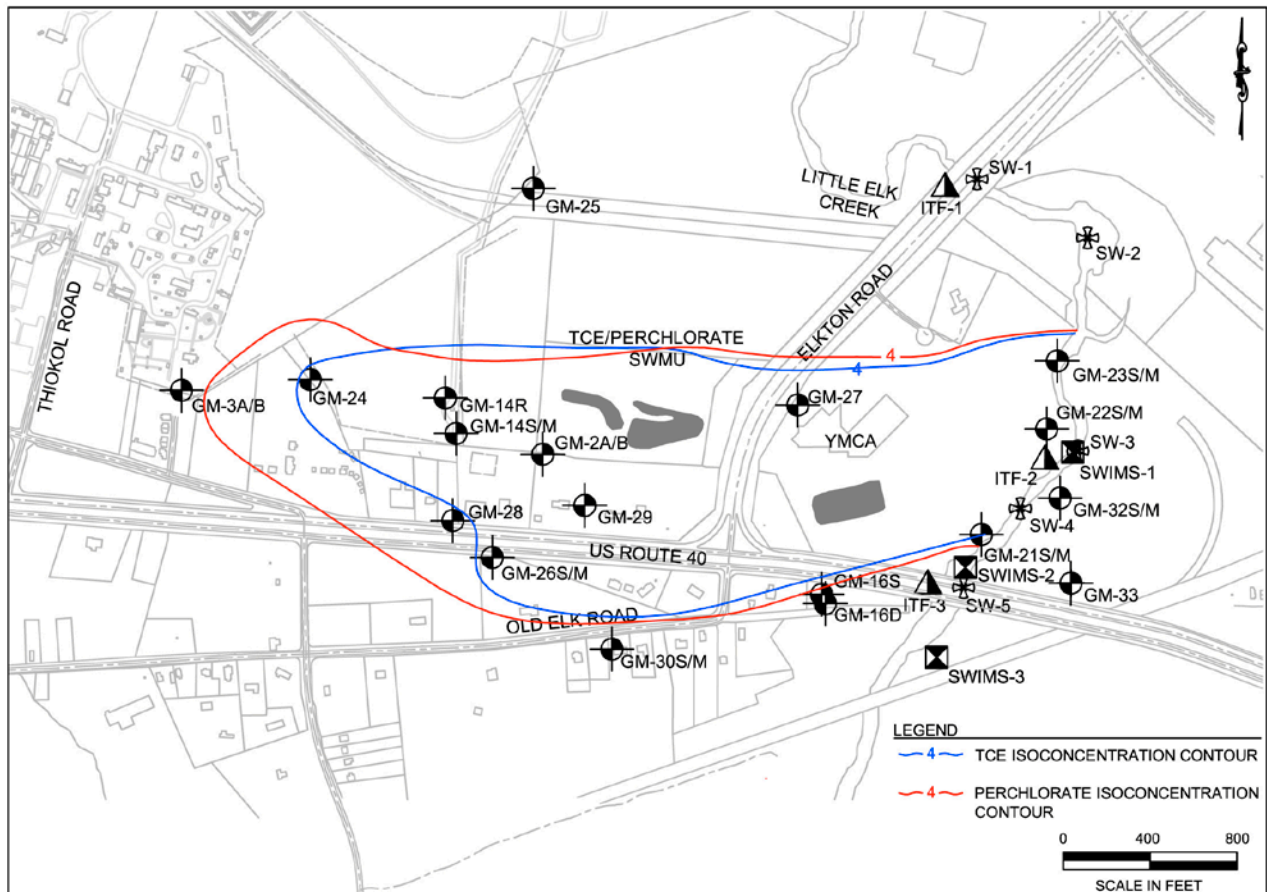 SW-1
LITTLE ELK
CREEK
ITF-1
GM-25
SW-2
THIOKOL ROAD
ELKTON ROAD
TCE/PERCHLORATE
SWMU
4
4
GM-3A/B
GM-24
GM-14R
GM-14S/M
GM-2A/B
GM-27
YMCA
GM-23S/M
GM-22S/M
SW-3
SWIMS-1
ITF-2
GM-32S/M
SW-4
GM-28
GM-29
US ROUTE 40
GM-26S/M
GM-21S/M
SWIMS-2
GM-16S
GM-16D
ITF-3
SW-5
GM-33
OLD ELK ROAD
GM-30S/M
SWIMS-3
LEGEND
4 TCE ISOCONCENTRATION CONTOUR
4 PERCHLORATE ISOCONCENTRATION
CONTOUR
0 400 800
SCALE IN FEET